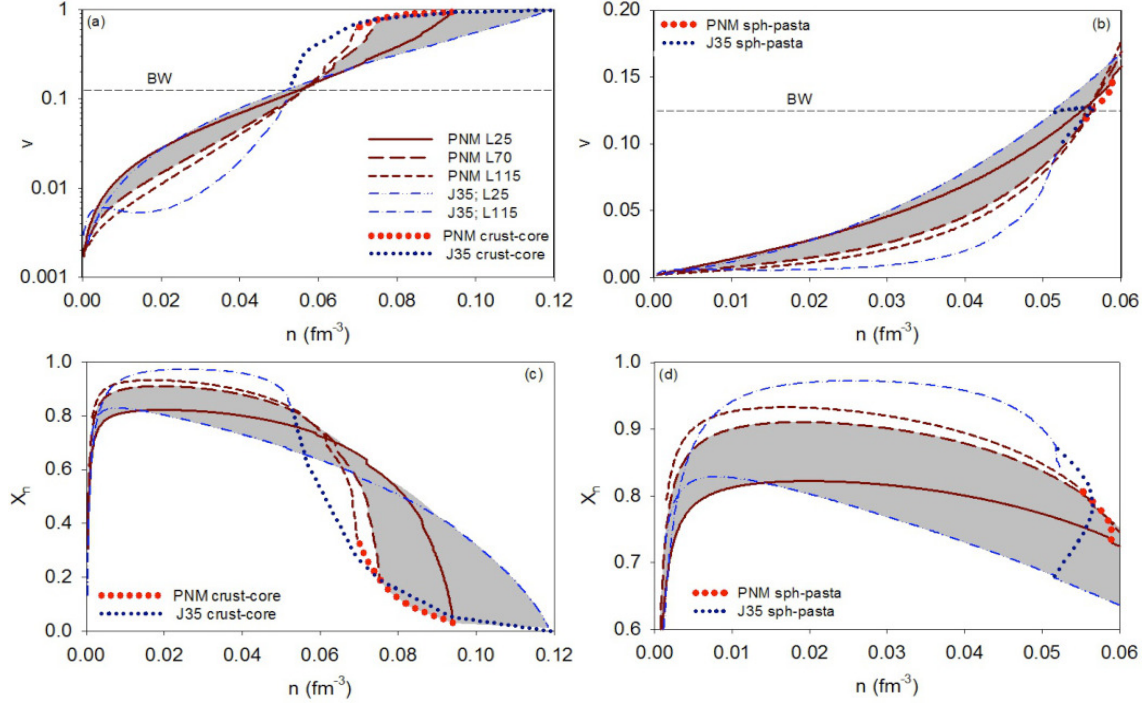 (a)
1
0.1
0.01
0.001
v
BW
PNM L25
PNM L70
PNM L115
J35; L25
J35; L115
PNM crust-core
J35 crust-core
0.00 0.02 0.04 0.06 0.08 0.10 0.12
n (fm⁻³)
(b)
0.20
0.15
0.10
0.05
0.00
v
PNM sph-pasta
J35 sph-pasta
BW
0.00 0.01 0.02 0.03 0.04 0.05 0.06
n (fm⁻³)
(c)
1.0
0.8
0.6
0.4
0.2
0.0
Xₙ
PNM crust-core
J35 crust-core
0.00 0.02 0.04 0.06 0.08 0.10 0.12
n (fm⁻³)
(d)
1.0
0.9
0.8
0.7
0.6
Xₙ
PNM sph-pasta
J35 sph-pasta
0.00 0.01 0.02 0.03 0.04 0.05 0.06
n (fm⁻³)